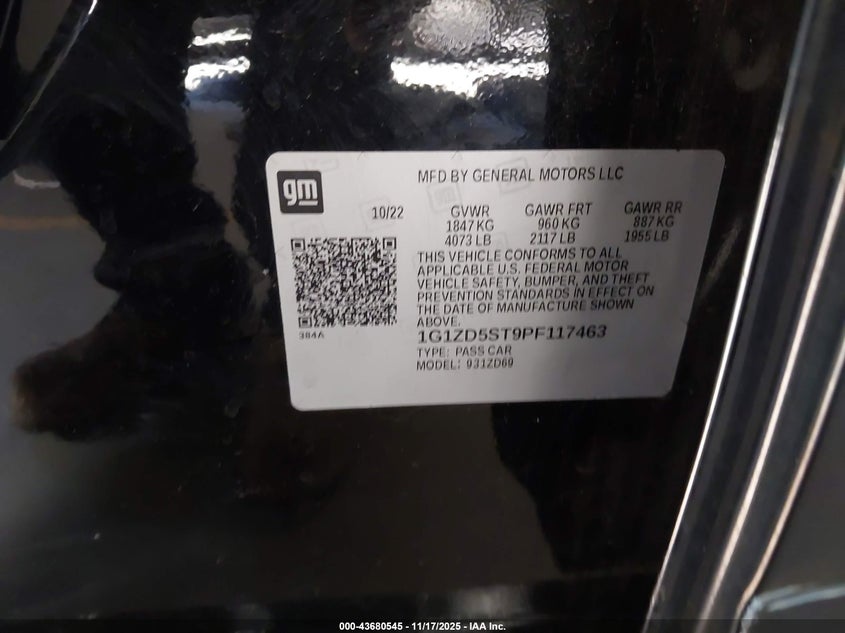 gm
MFD BY GENERAL MOTORS LLC
10/22 GVWR GAWR FRT GAWR RR
1847 KG 960 KG 887 KG
4073 LB 2117 LB 1955 LB
THIS VEHICLE CONFORMS TO ALL
APPLICABLE U.S. FEDERAL MOTOR
VEHICLE SAFETY, BUMPER, AND THEFT
PREVENTION STANDARDS IN EFFECT ON
THE DATE OF MANUFACTURE SHOWN
ABOVE.
384A
1G1ZD5ST9PF117463
TYPE: PASS CAR
MODEL: 931ZD69
000-43680545 - 11/17/2025 - IAA Inc.